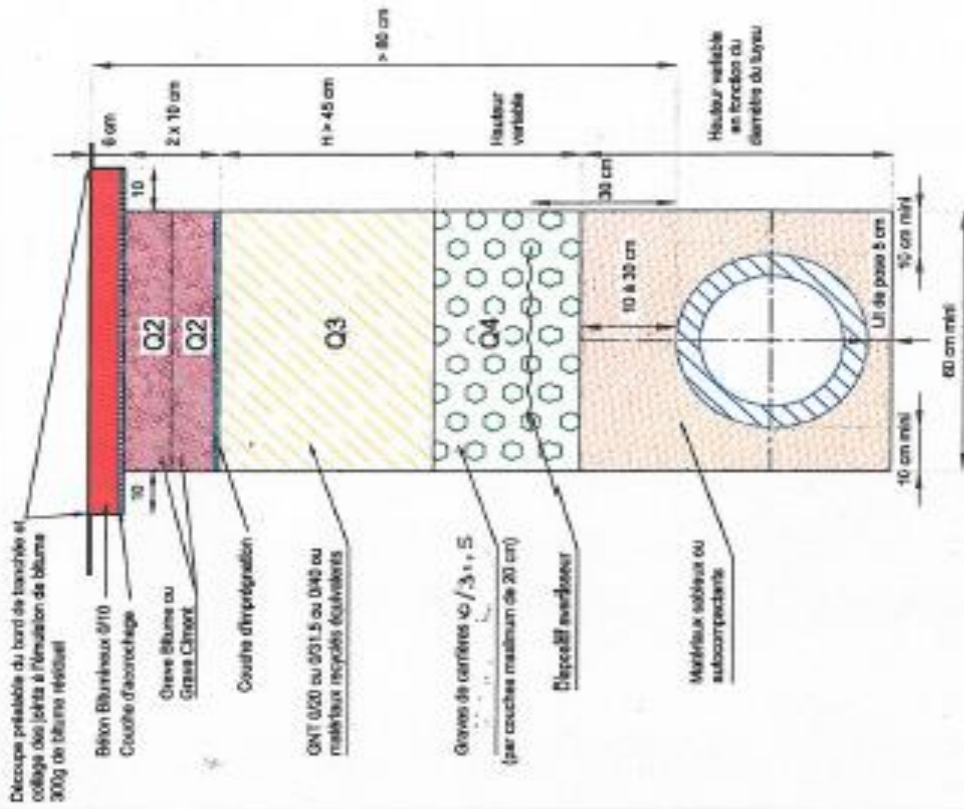 Découpe préalable du bord de tranchée et
collage des joints à l'émulsion de bitume
300g de bitume résiduel
Béton Bitumineux 0/10
Couche d'accrochage
Grave Bitume ou
Grave Ciment
Couche d'imprégnation
GNT 0/20 ou 0/31.5 ou 0/40 ou
matériaux recyclés équivalents
Graves de carrières 0/31,5
(par couches maximum de 20 cm)
Dispositif avertisseur
Matériaux sableux ou
autocompactants
10
10
Q2
Q2
Q3
Q4
10 à 30 cm
30 cm
Lit de pose 5 cm
10 cm mini
10 cm mini
60 cm mini
6 cm
2 x 10 cm
H > 45 cm
Hauteur
variable
Hauteur variable
en fonction du
diamètre du tuyau
> 80 cm